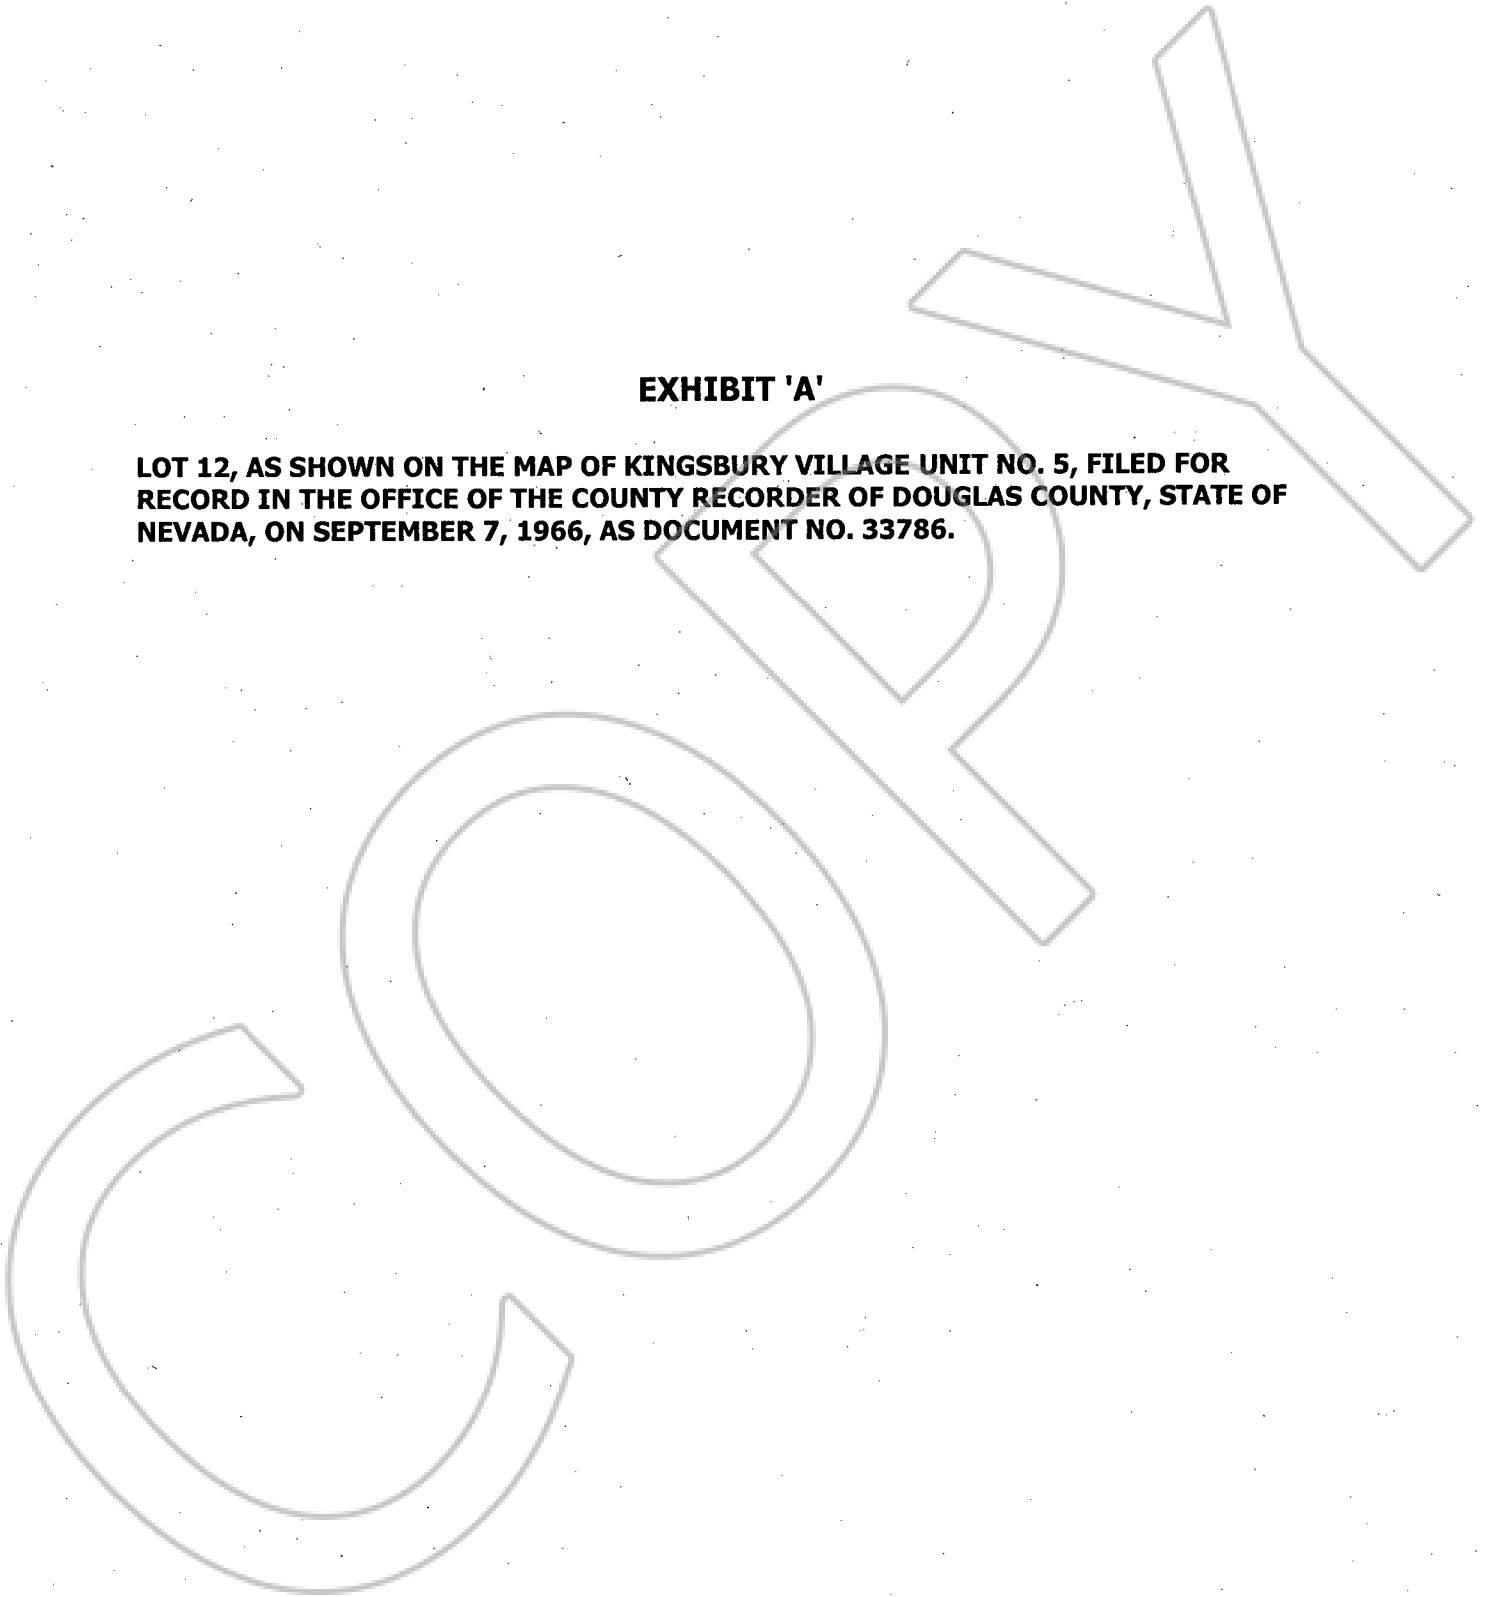 EXHIBIT 'A'
LOT 12, AS SHOWN ON THE MAP OF KINGSBURY VILLAGE UNIT NO. 5, FILED FOR
RECORD IN THE OFFICE OF THE COUNTY RECORDER OF DOUGLAS COUNTY, STATE OF
NEVADA, ON SEPTEMBER 7, 1966, AS DOCUMENT NO. 33786.
COPY